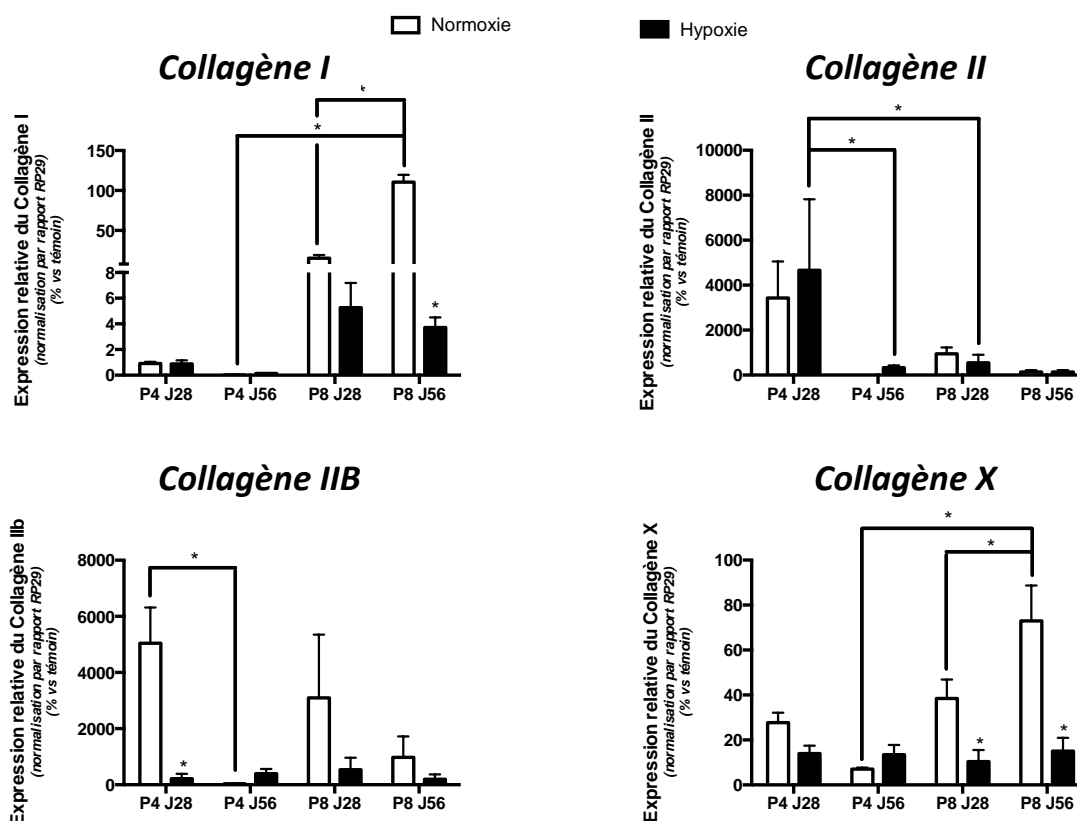 Normoxie
Hypoxie
Collagène I
*
*
Expression relative du Collagène I
(normalisation par rapport RP29)
(% vs témoin)
150
100
50
8
6
4
2
0
*
P4 J28
P4 J56
P8 J28
P8 J56
Collagène II
*
*
Expression relative du Collagène II
(normalisation par rapport RP29)
(% vs témoin)
10000
8000
6000
4000
2000
0
P4 J28
P4 J56
P8 J28
P8 J56
Collagène IIB
Expression relative du Collagène IIb
(normalisation par rapport RP29)
(% vs témoin)
8000
6000
4000
2000
0
*
*
P4 J28
P4 J56
P8 J28
P8 J56
Collagène X
*
*
Expression relative du Collagène X
(normalisation par rapport RP29)
(% vs témoin)
100
80
60
40
20
0
*
*
P4 J28
P4 J56
P8 J28
P8 J56